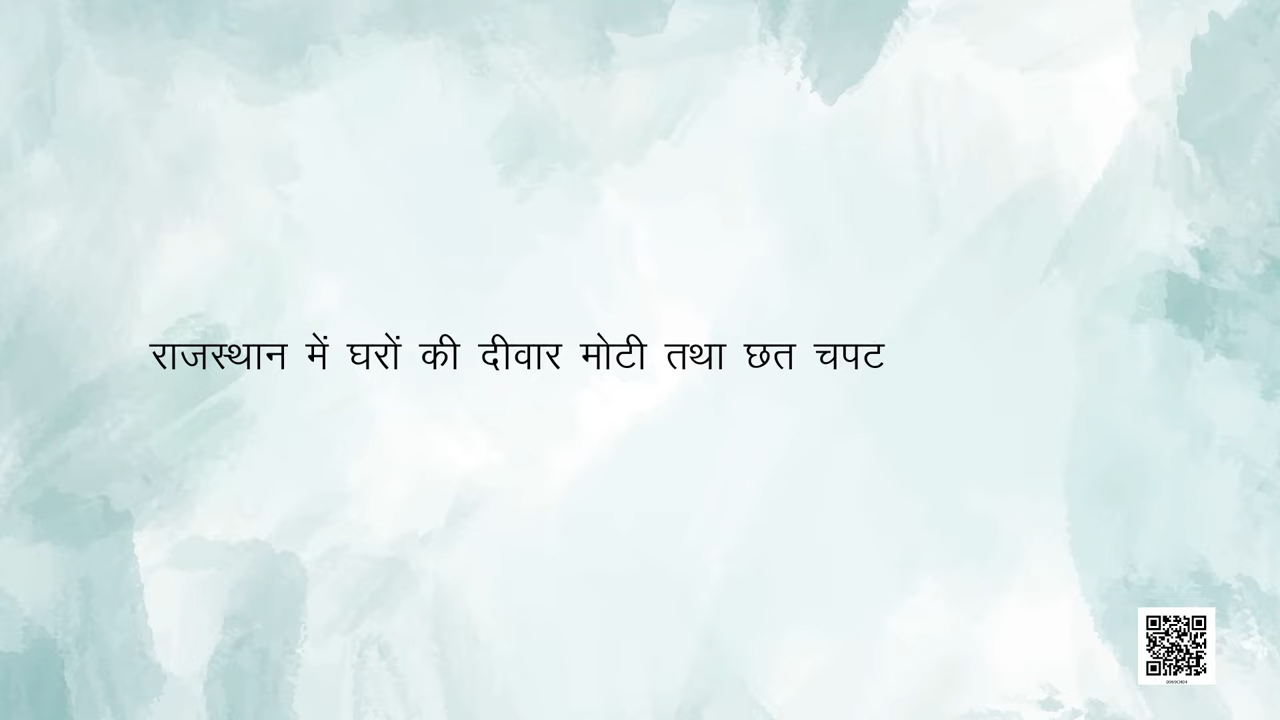 राजस्थान में घरों की दीवार मोटी तथा छत चपट